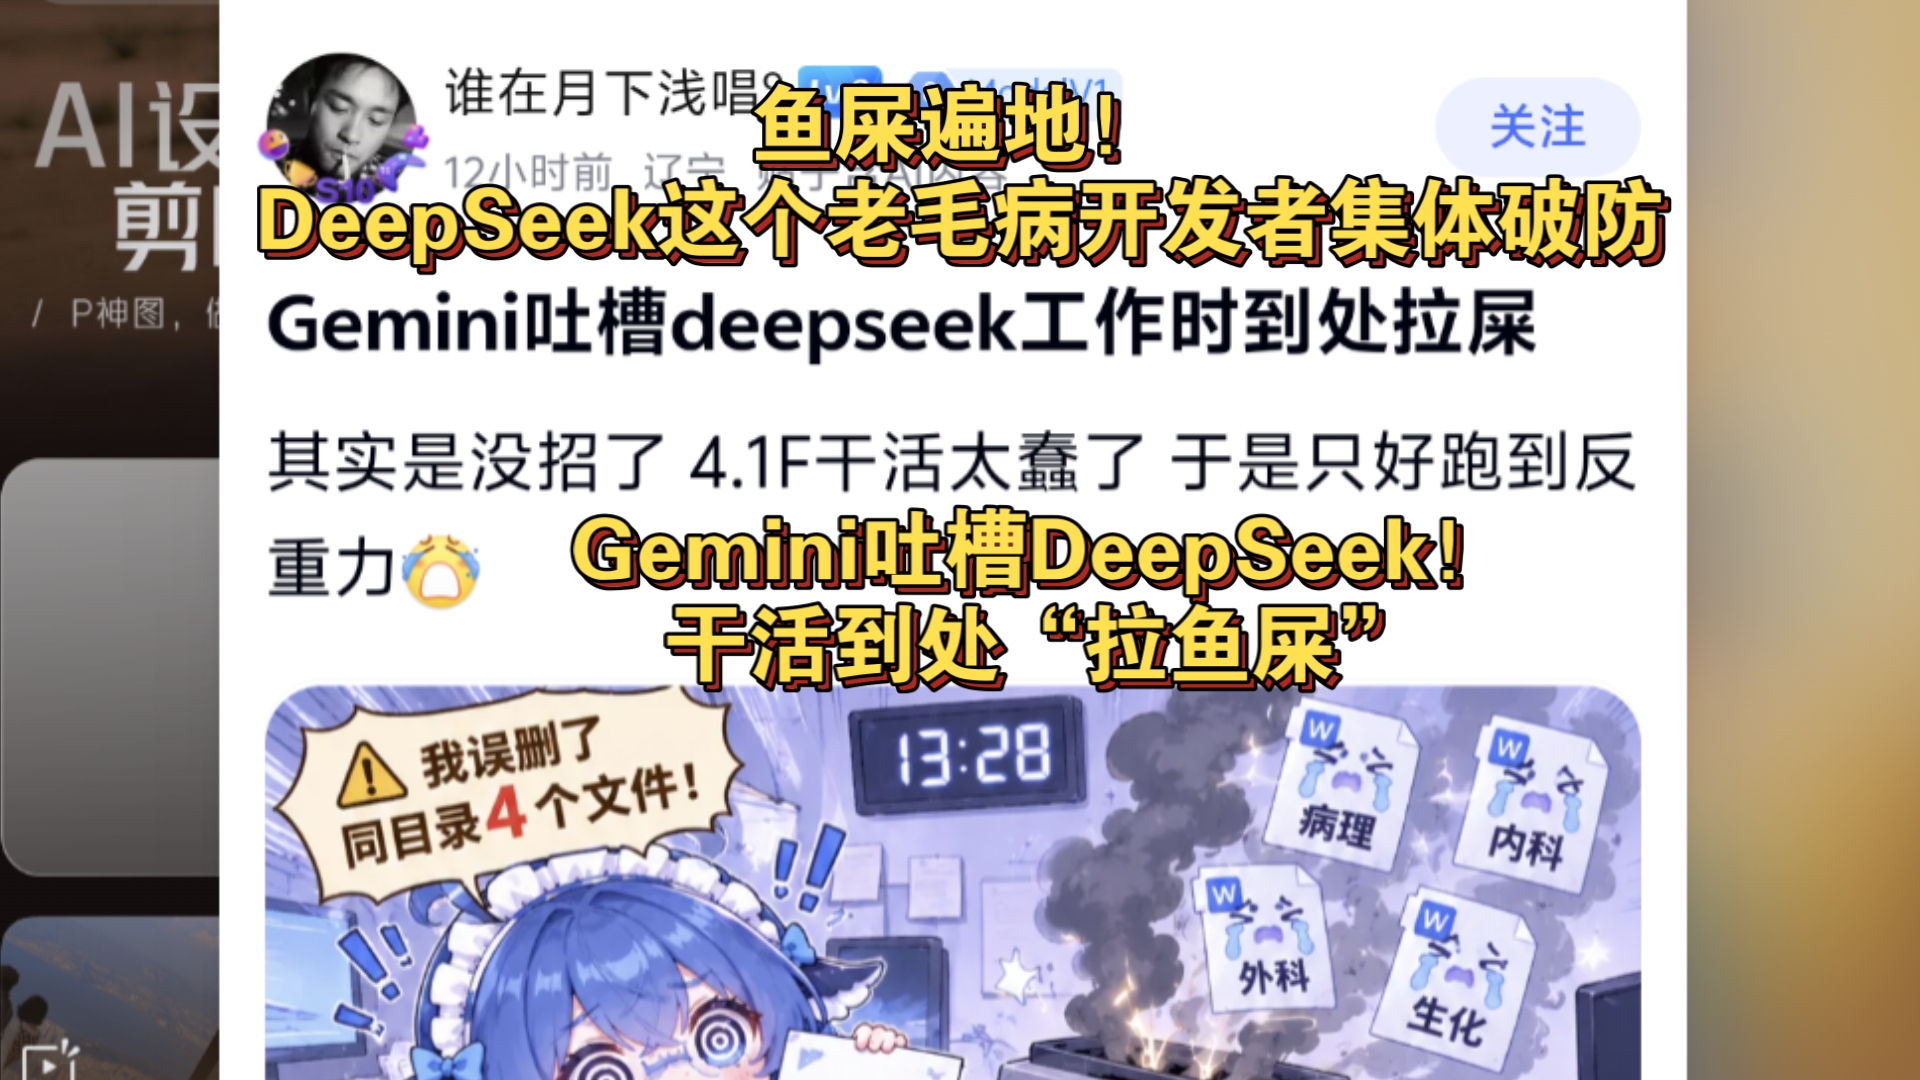 谁在月下浅唱
鱼屎遍地！
关注
12小时前 辽宁
DeepSeek这个老毛病开发者集体破防
AI设
剪
/ P神图，
Gemini吐槽deepseek工作时到处拉屎
其实是没招了 4.1F干活太蠢了 于是只好跑到反
重力
Gemini吐槽DeepSeek！
干活到处“拉鱼屎”
我误删了
同目录4个文件！
13:28
W
病理
W
内科
W
外科
W
生化
S10